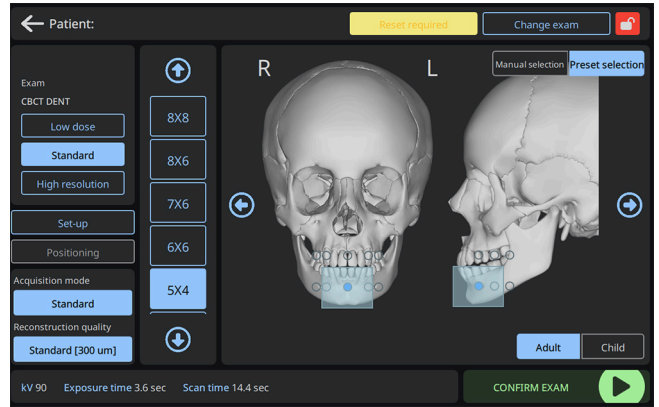 Patient:
Reset required
Change exam
Exam
CBCT DENT
Low dose
Standard
High resolution
Set-up
Positioning
Acquisition mode
Standard
Reconstruction quality
Standard [300 um]
8X8
8X6
7X6
6X6
5X4
R
L
Manual selection
Preset selection
Adult
Child
kV 90
Exposure time 3.6 sec
Scan time 14.4 sec
CONFIRM EXAM